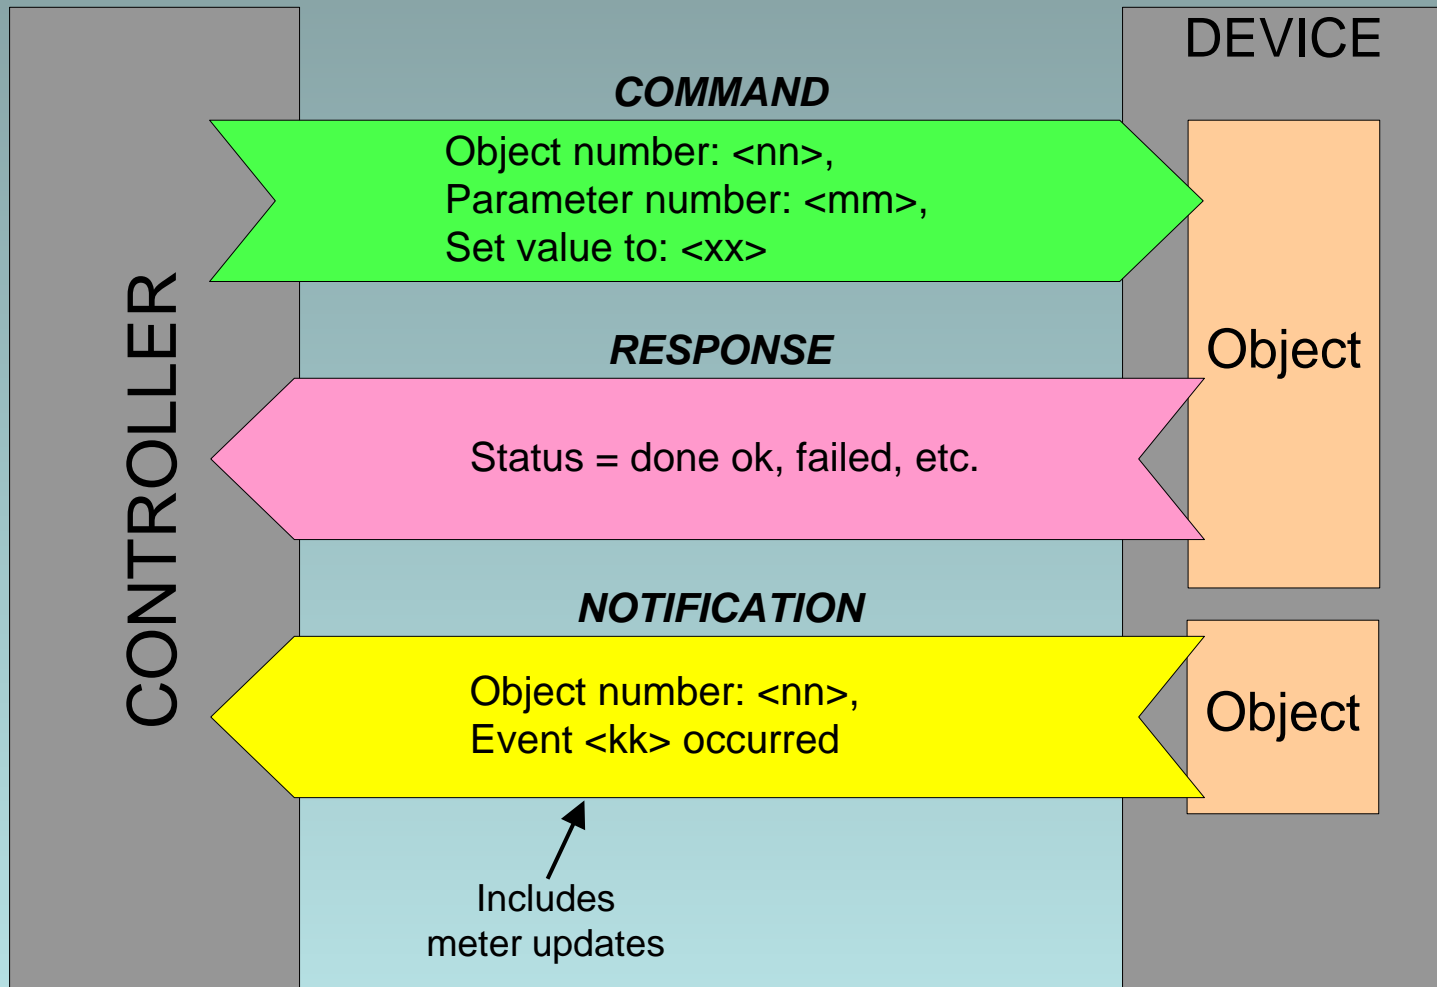 DEVICE
COMMAND
Object number: <nn>,
Parameter number: <mm>,
Set value to: <xx>
CONTROLLER
RESPONSE
Object
Status = done ok, failed, etc.
NOTIFICATION
Object number: <nn>,
Event <kk> occurred
Object
Includes
meter updates